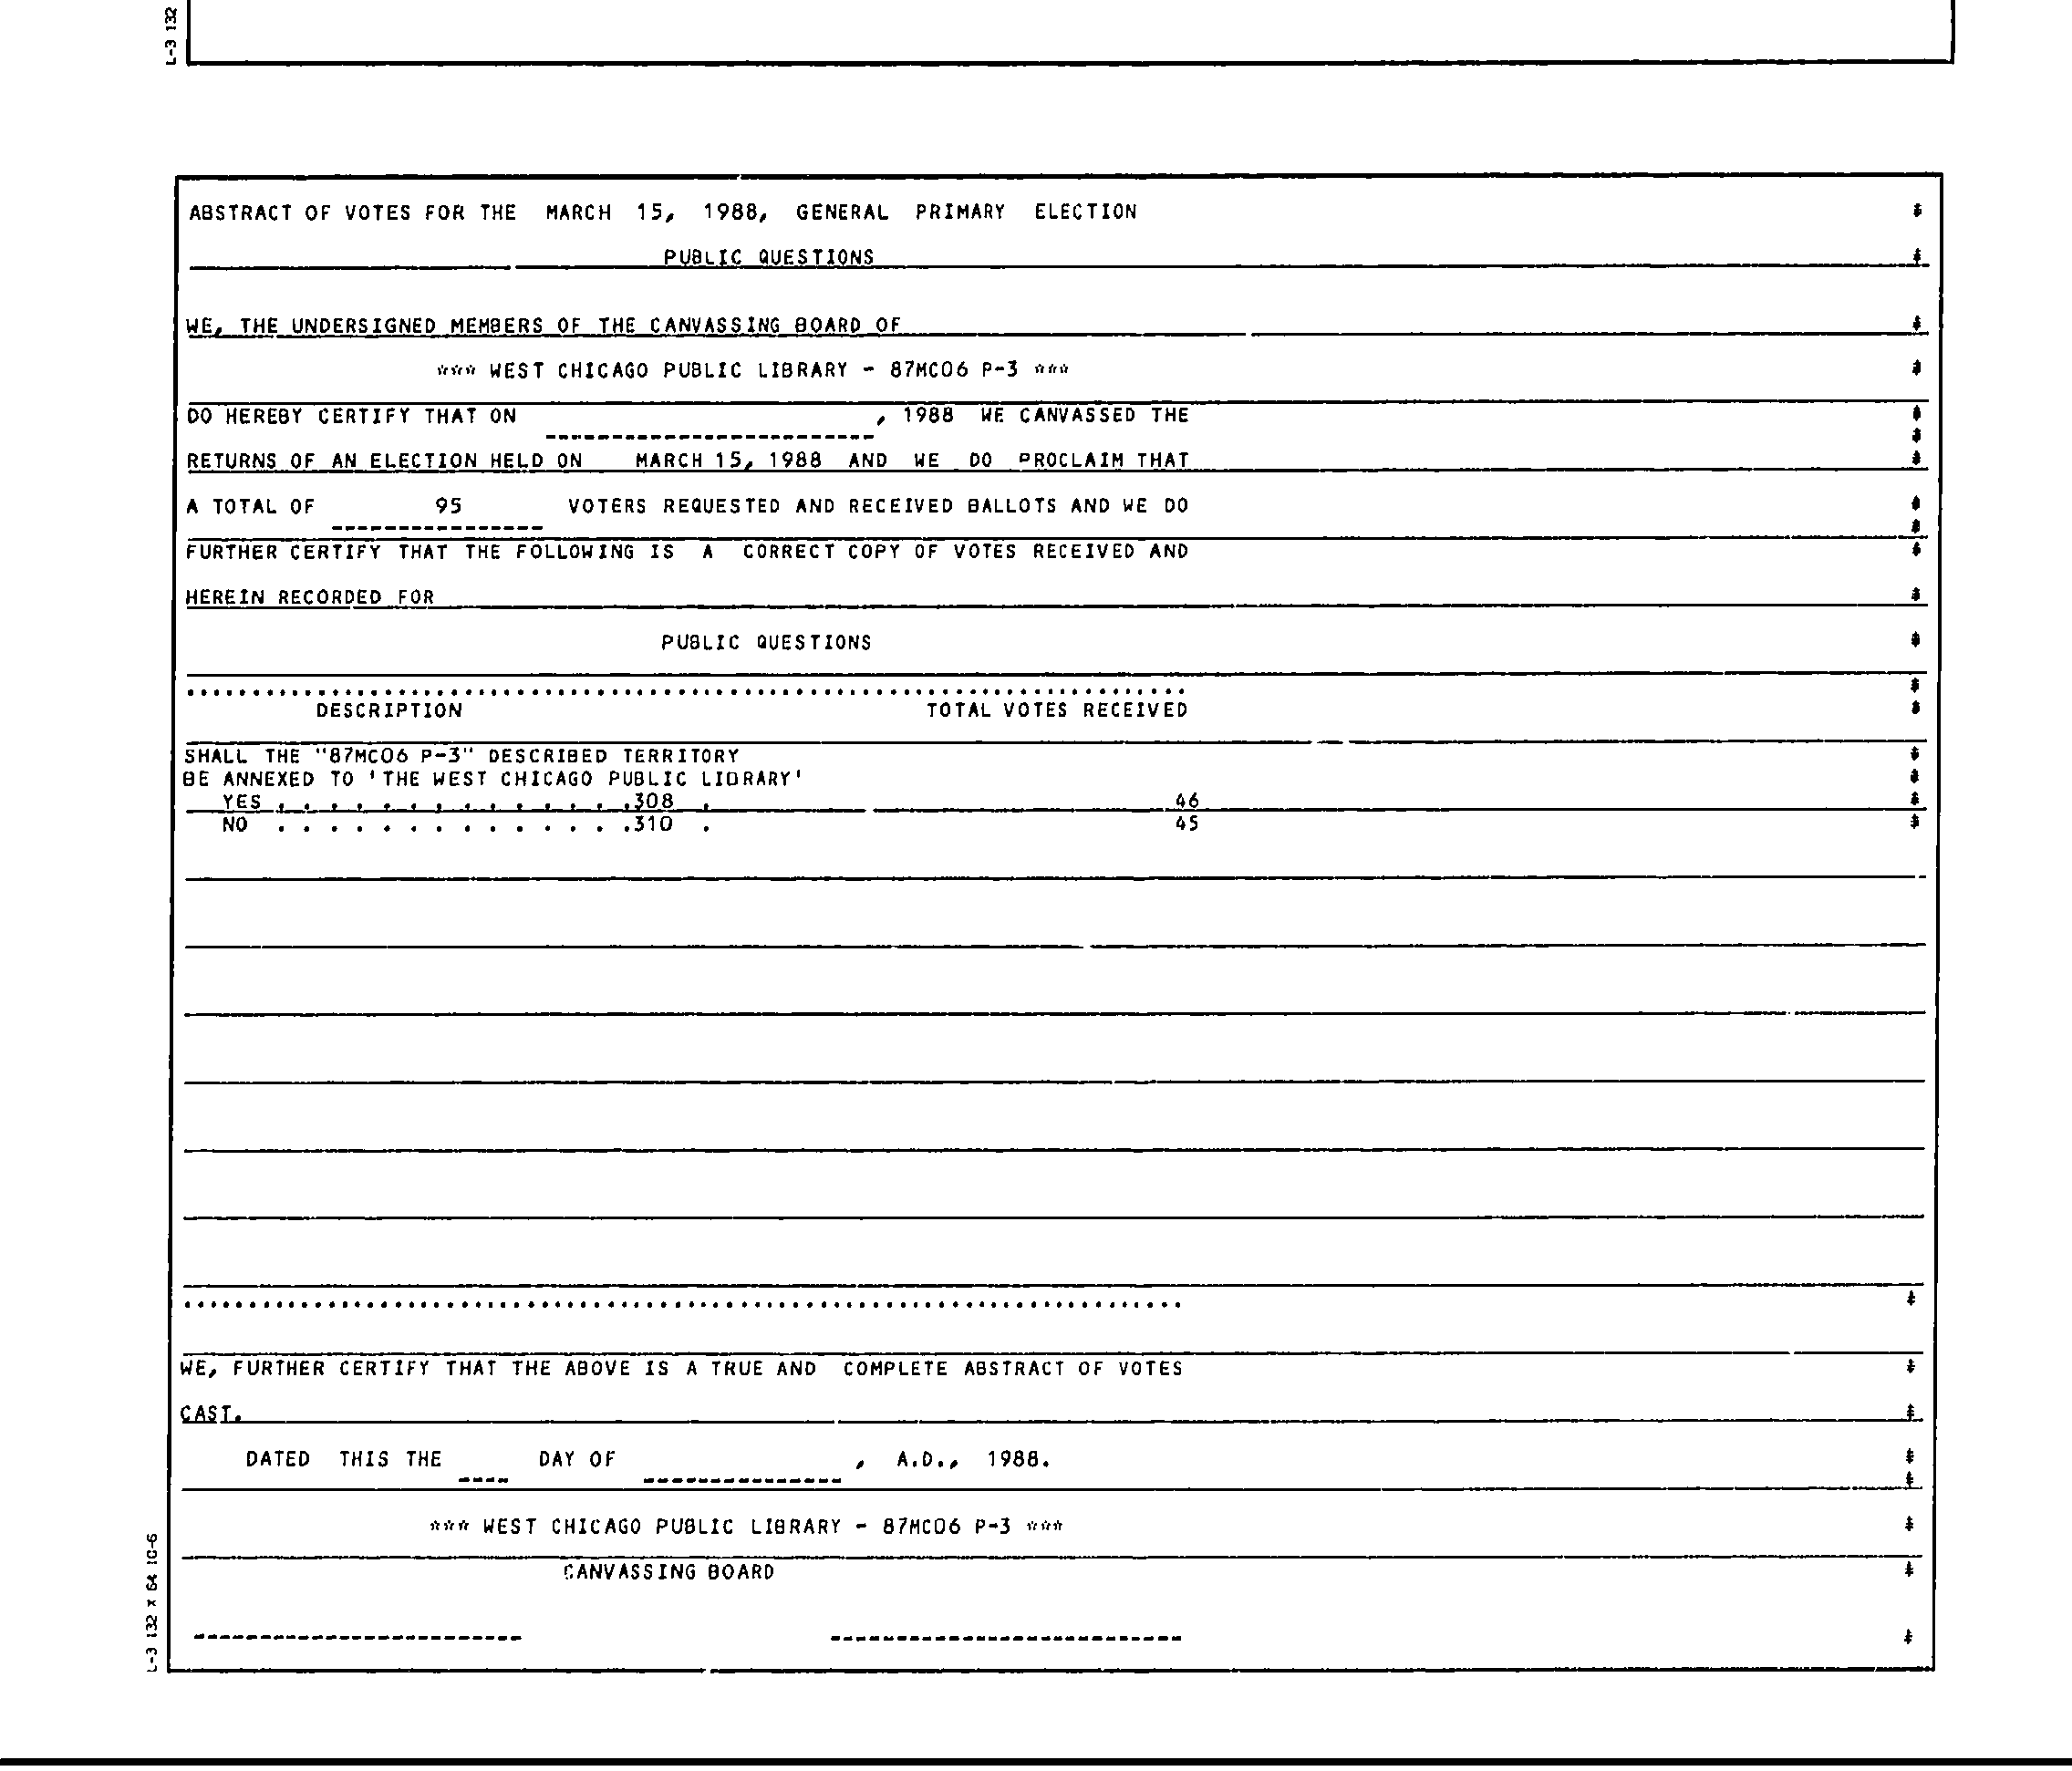 L-3 132
ABSTRACT OF VOTES FOR THE MARCH 15, 1988, GENERAL PRIMARY ELECTION
PUBLIC QUESTIONS
WE, THE UNDERSIGNED MEMBERS OF THE CANVASSING BOARD OF
*** WEST CHICAGO PUBLIC LIBRARY - 87MC06 P-3 ***
DO HEREBY CERTIFY THAT ON , 1988 WE CANVASSED THE
RETURNS OF AN ELECTION HELD ON MARCH 15, 1988 AND WE DO PROCLAIM THAT
A TOTAL OF 95 VOTERS REQUESTED AND RECEIVED BALLOTS AND WE DO
FURTHER CERTIFY THAT THE FOLLOWING IS A CORRECT COPY OF VOTES RECEIVED AND
HEREIN RECORDED FOR
PUBLIC QUESTIONS
DESCRIPTION TOTAL VOTES RECEIVED
SHALL THE "87MC06 P-3" DESCRIBED TERRITORY
BE ANNEXED TO 'THE WEST CHICAGO PUBLIC LIBRARY'
YES . . . . . . . . . . . . . .308 . 46
NO . . . . . . . . . . . . . .310 . 45
WE, FURTHER CERTIFY THAT THE ABOVE IS A TRUE AND COMPLETE ABSTRACT OF VOTES
CAST.
DATED THIS THE ---- DAY OF , A.D., 1988.
*** WEST CHICAGO PUBLIC LIBRARY - 87MC06 P-3 ***
CANVASSING BOARD
L-3 132 x 64 10-6